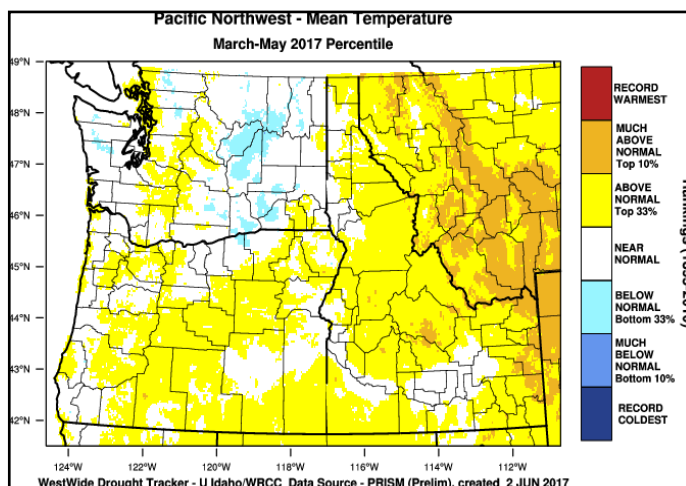 Pacific Northwest - Mean Temperature
March-May 2017 Percentile
49°N
48°N
47°N
46°N
45°N
44°N
43°N
42°N
124°W 122°W 120°W 118°W 116°W 114°W 112°W
RECORD
WARMEST
MUCH
ABOVE
NORMAL
Top 10%
ABOVE
NORMAL
Top 33%
NEAR
NORMAL
BELOW
NORMAL
Bottom 33%
MUCH
BELOW
NORMAL
Bottom 10%
RECORD
COLDEST
WestWide Drought Tracker - U Idaho/WRCC Data Source - PRISM (Prelim), created 2 JUN 2017